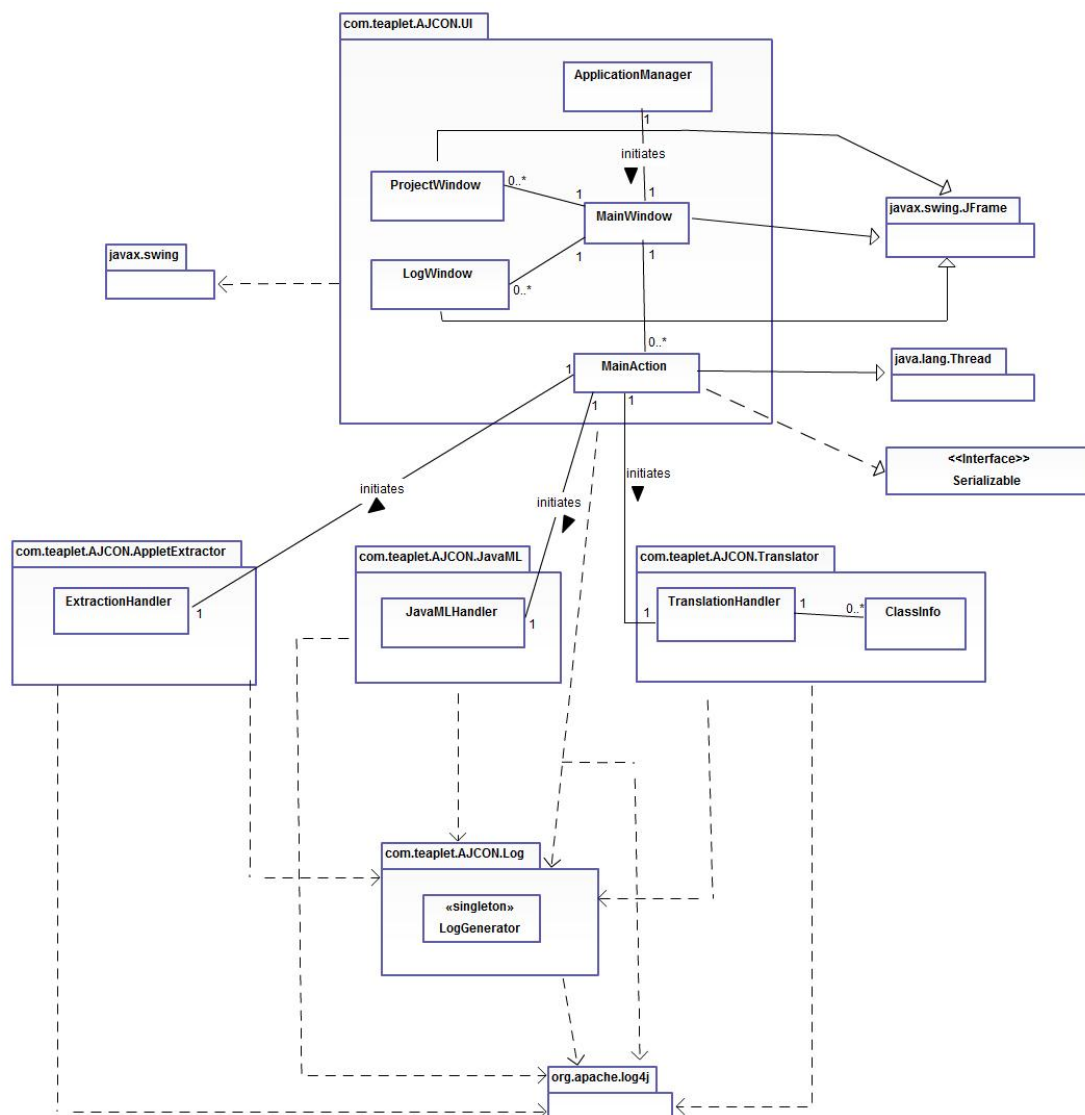 com.teaplet.AJCON.UI
ApplicationManager
1
initiates
ProjectWindow
0..*
1
1
MainWindow
javax.swing.JFrame
javax.swing
LogWindow
1
1
0..*
0..*
MainAction
java.lang.Thread
1
1
1
<<Interface>>
Serializable
initiates
initiates
initiates
com.teaplet.AJCON.AppletExtractor
com.teaplet.AJCON.JavaML
com.teaplet.AJCON.Translator
ExtractionHandler
1
JavaMLHandler
1
1
TranslationHandler
1
0..*
ClassInfo
com.teaplet.AJCON.Log
«singleton»
LogGenerator
org.apache.log4j